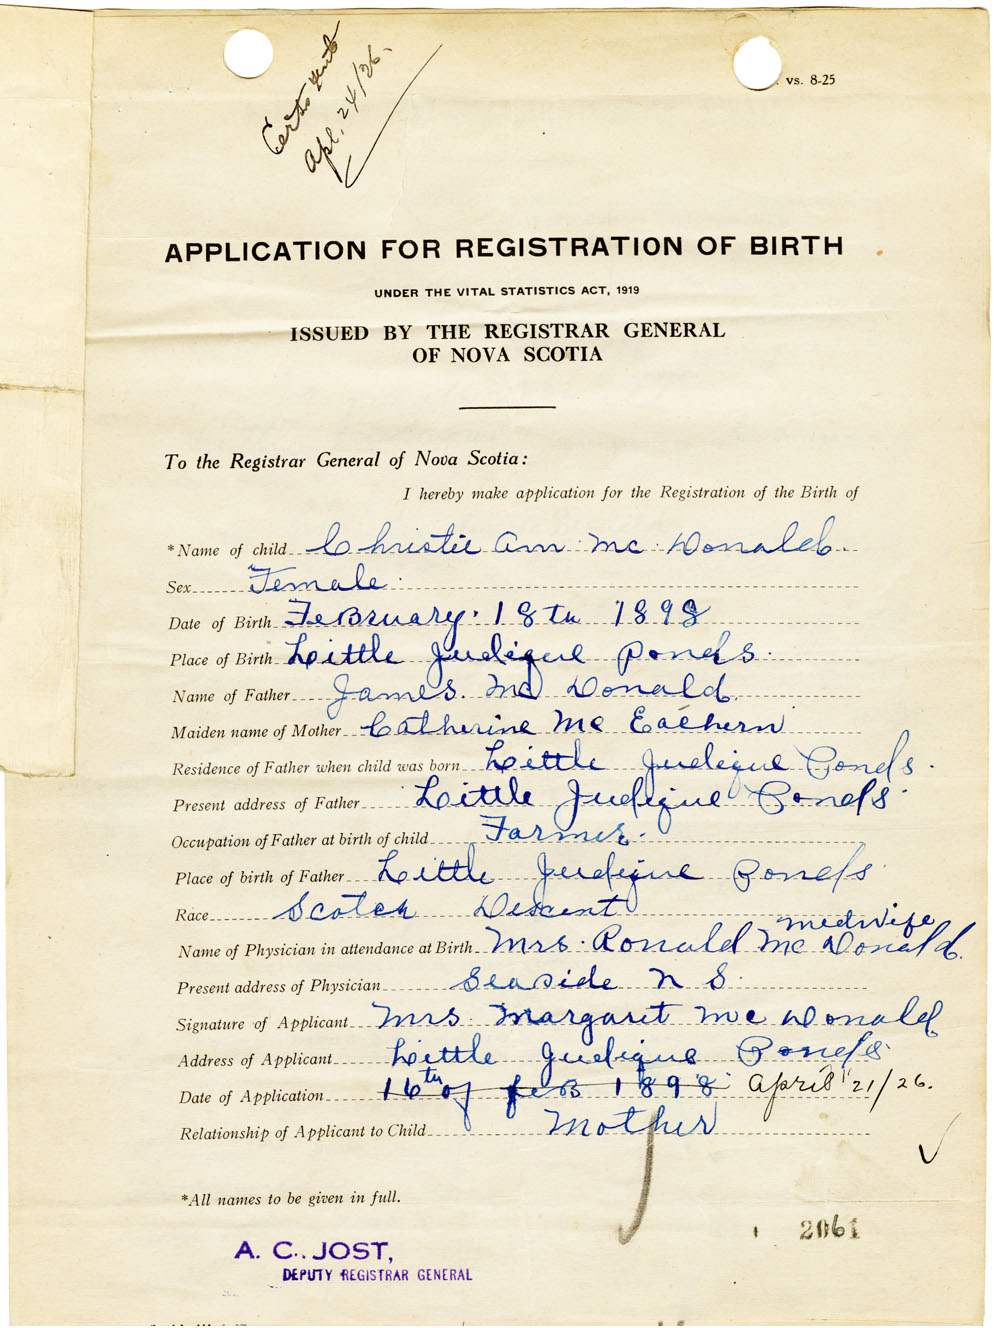 Certs sent
Apl. 24/26.
vs. 8-25
APPLICATION FOR REGISTRATION OF BIRTH
UNDER THE VITAL STATISTICS ACT, 1919
ISSUED BY THE REGISTRAR GENERAL
OF NOVA SCOTIA
To the Registrar General of Nova Scotia:
I hereby make application for the Registration of the Birth of
*Name of child Christie Ann Mc Donald
Sex Female
Date of Birth February 18th 1898
Place of Birth Little Judique Ponds
Name of Father James Mc Donald
Maiden name of Mother Catherine Mc Eachern
Residence of Father when child was born Little Judique Ponds
Present address of Father Little Judique Ponds
Occupation of Father at birth of child Farmer
Place of birth of Father Little Judique Ponds
Race Scotch Descent
medwife
Name of Physician in attendance at Birth Mrs. Ronald Mc Donald.
Present address of Physician Seaside N S
Signature of Applicant Mrs Margaret Mc Donald
Address of Applicant Little Judique Ponds
Date of Application 16th of feB 1898 April 21/26.
Relationship of Applicant to Child Mother
*All names to be given in full.
2061
A. C. JOST,
DEPUTY REGISTRAR GENERAL